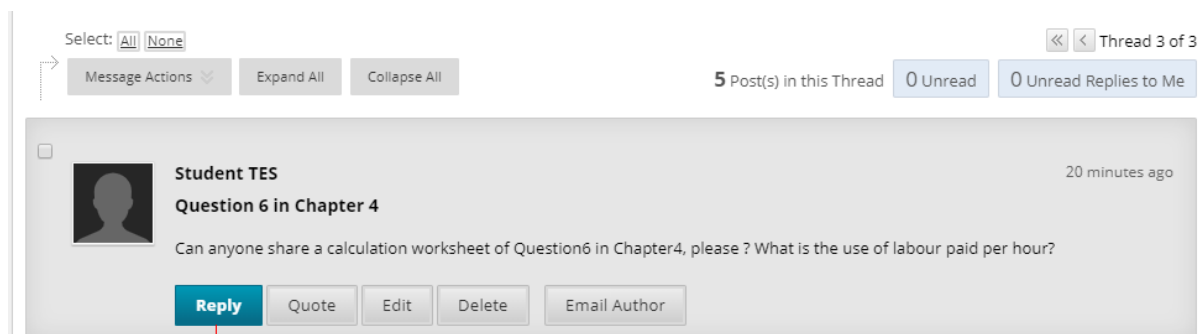 Select: All None
Thread 3 of 3
Message Actions Expand All Collapse All
5 Post(s) in this Thread 0 Unread 0 Unread Replies to Me
Student TES
20 minutes ago
Question 6 in Chapter 4
Can anyone share a calculation worksheet of Question6 in Chapter4, please ? What is the use of labour paid per hour?
Reply Quote Edit Delete Email Author